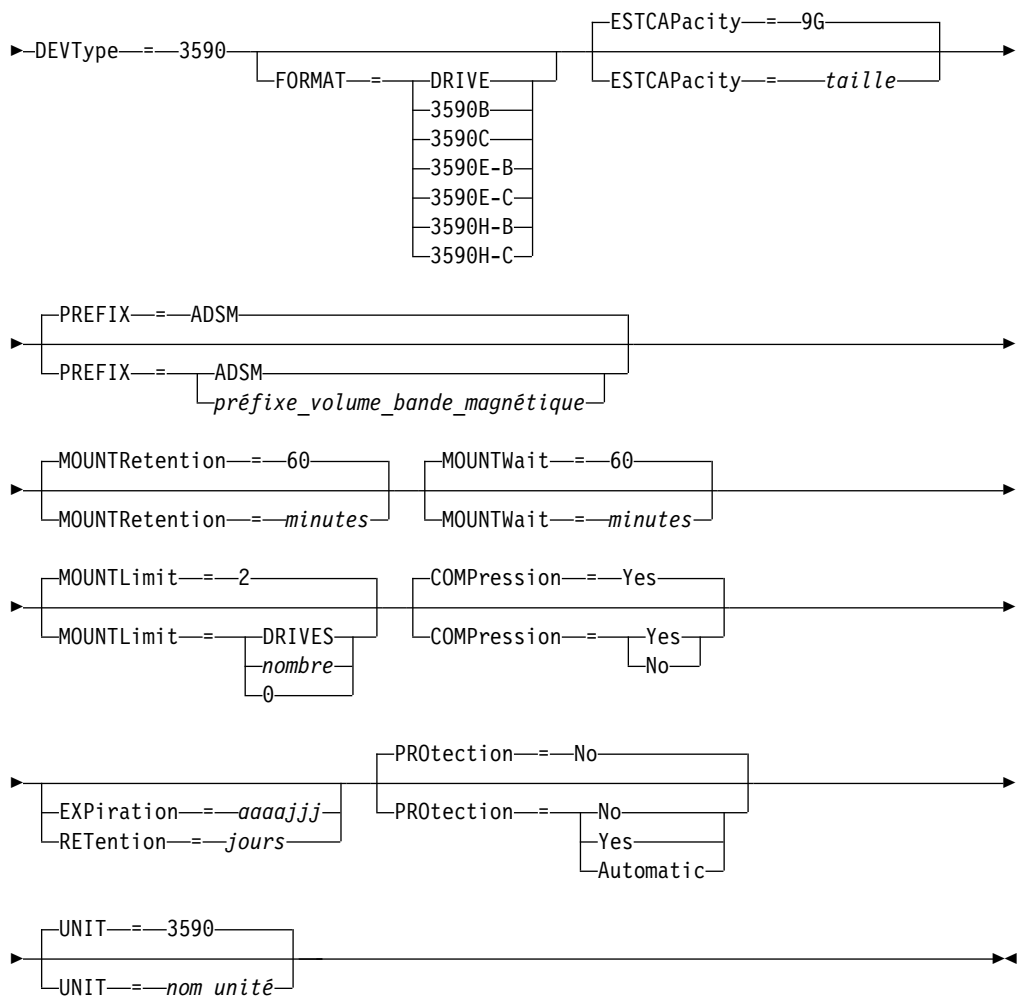 ESTCAPacity = 9G
DEVType = 3590
FORMAT = DRIVE
ESTCAPacity = taille
3590B
3590C
3590E-B
3590E-C
3590H-B
3590H-C
PREFIX = ADSM
PREFIX = ADSM
préfixe_volume_bande_magnétique
MOUNTRetention = 60 MOUNTWait = 60
MOUNTRetention = minutes MOUNTWait = minutes
MOUNTLimit = 2 COMPression = Yes
MOUNTLimit = DRIVES COMPression = Yes
nombre No
0
PROtection = No
EXPiration = aaaajjj PROtection = No
RETention = jours Yes
Automatic
UNIT = 3590
UNIT = nom unité